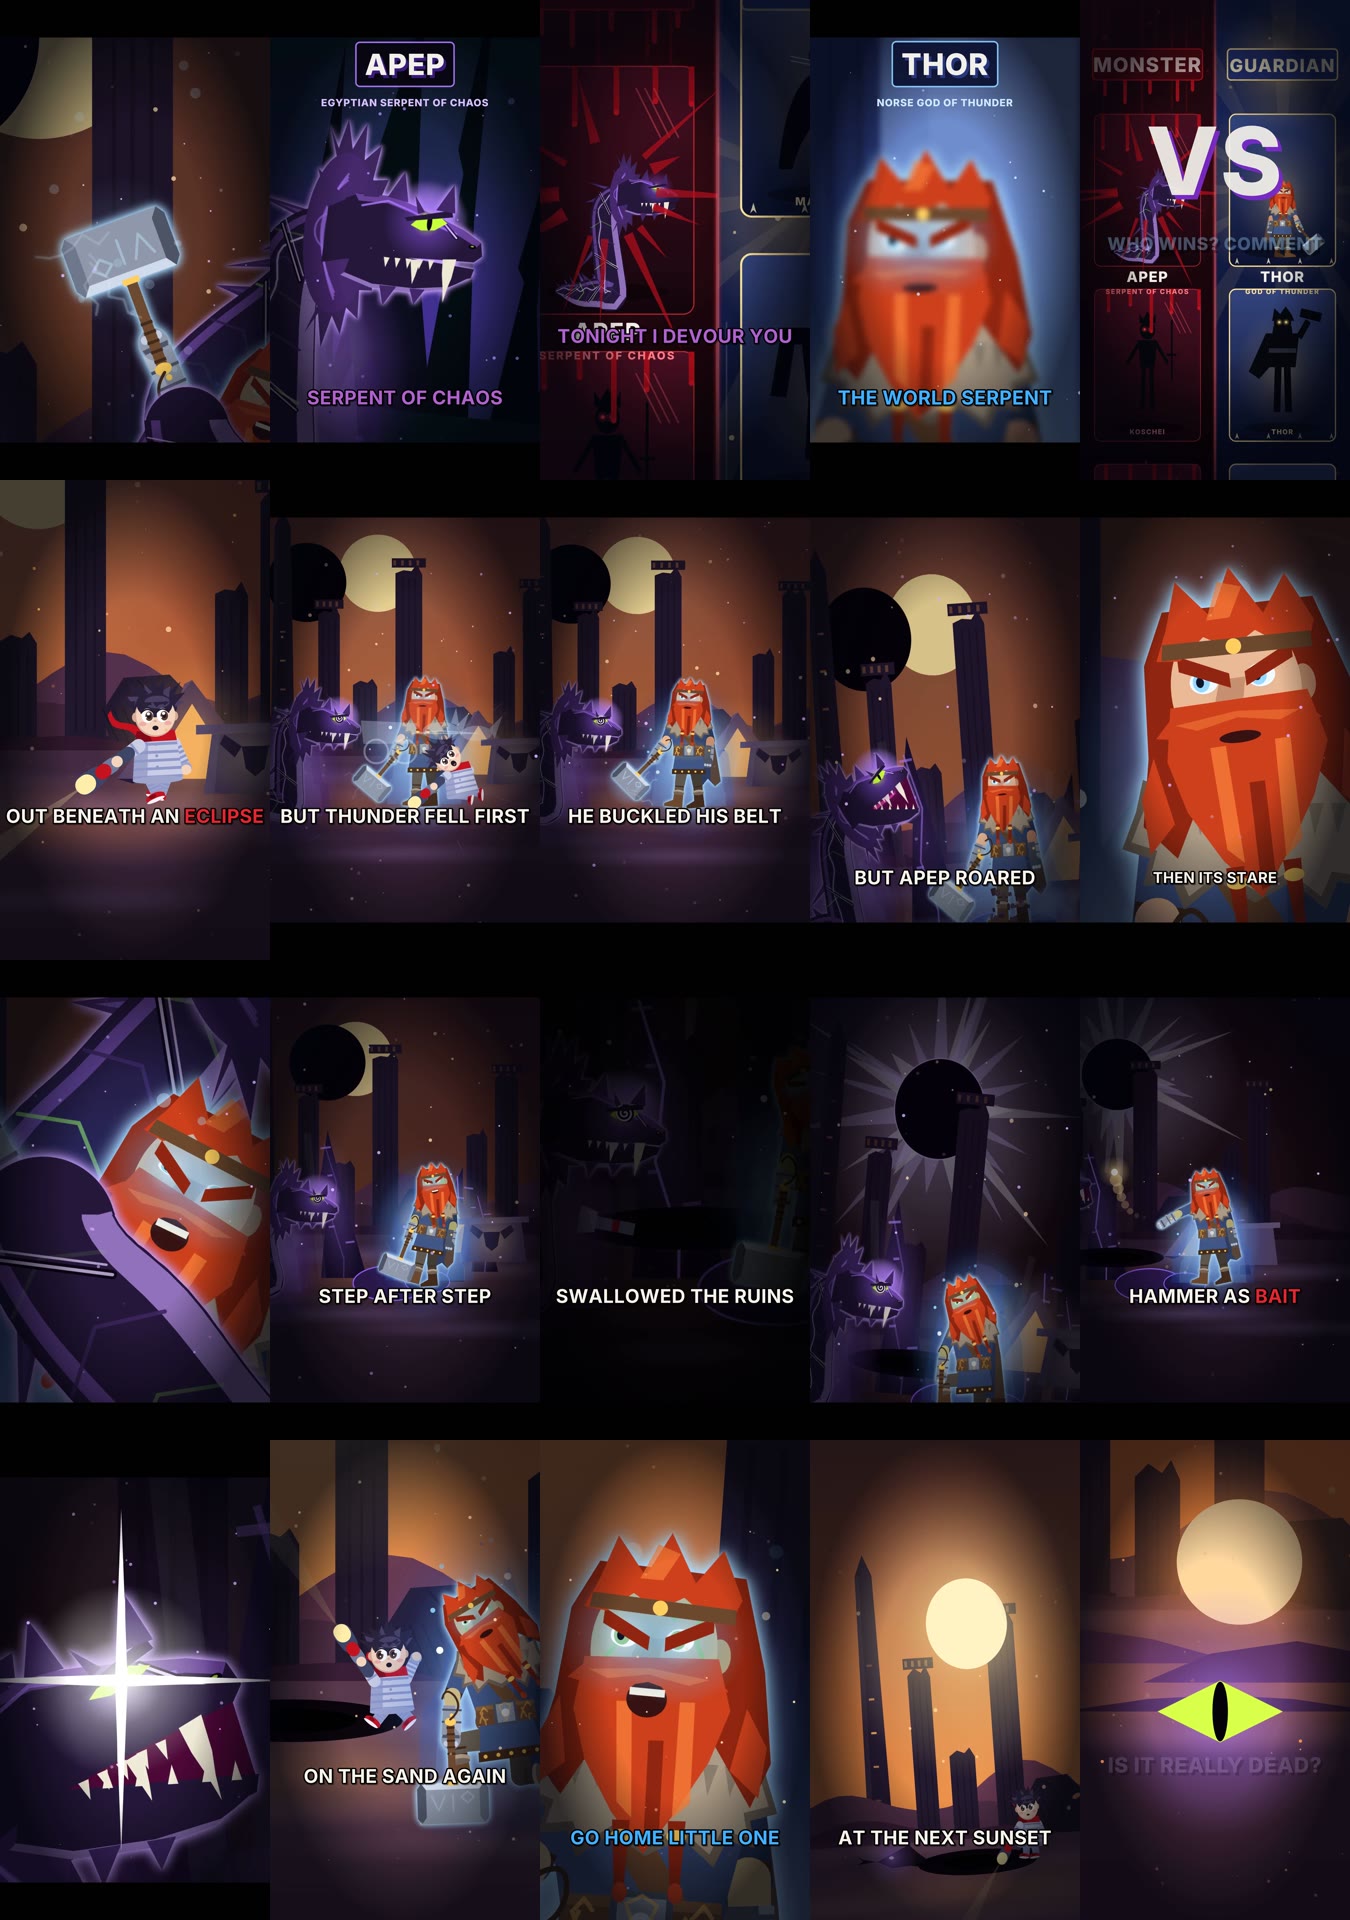 APEP
EGYPTIAN SERPENT OF CHAOS
SERPENT OF CHAOS
APEP
TONIGHT I DEVOUR YOU
SERPENT OF CHAOS
MA
THOR
NORSE GOD OF THUNDER
THE WORLD SERPENT
MONSTER
GUARDIAN
VS
WHO WINS? COMMENT
APEP
SERPENT OF CHAOS
THOR
GOD OF THUNDER
KOSCHEI
THOR
OUT BENEATH AN ECLIPSE
BUT THUNDER FELL FIRST
HE BUCKLED HIS BELT
BUT APEP ROARED
THEN ITS STARE
STEP AFTER STEP
SWALLOWED THE RUINS
HAMMER AS BAIT
ON THE SAND AGAIN
GO HOME LITTLE ONE
AT THE NEXT SUNSET
IS IT REALLY DEAD?